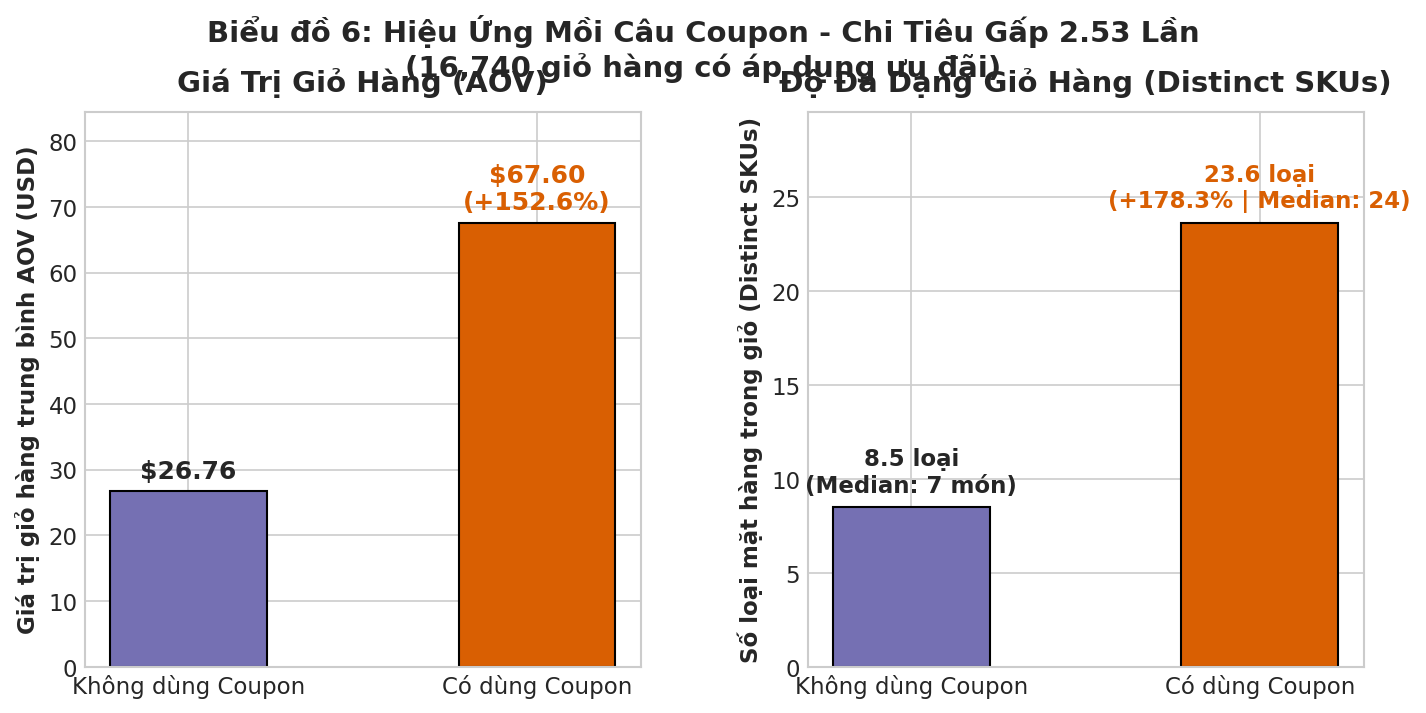 Biểu đồ 6: Hiệu Ứng Mồi Câu Coupon - Chi Tiêu Gấp 2.53 Lần
(16,740 giỏ hàng có áp dụng ưu đãi)
Giá Trị Giỏ Hàng (AOV)
Giá trị giỏ hàng trung bình AOV (USD)
80
70
60
50
40
30
20
10
0
$26.76
$67.60
(+152.6%)
Không dùng Coupon
Có dùng Coupon
Độ Đa Dạng Giỏ Hàng (Distinct SKUs)
Số loại mặt hàng trong giỏ (Distinct SKUs)
25
20
15
10
5
0
8.5 loại
(Median: 7 món)
23.6 loại
(+178.3% | Median: 24)
Không dùng Coupon
Có dùng Coupon